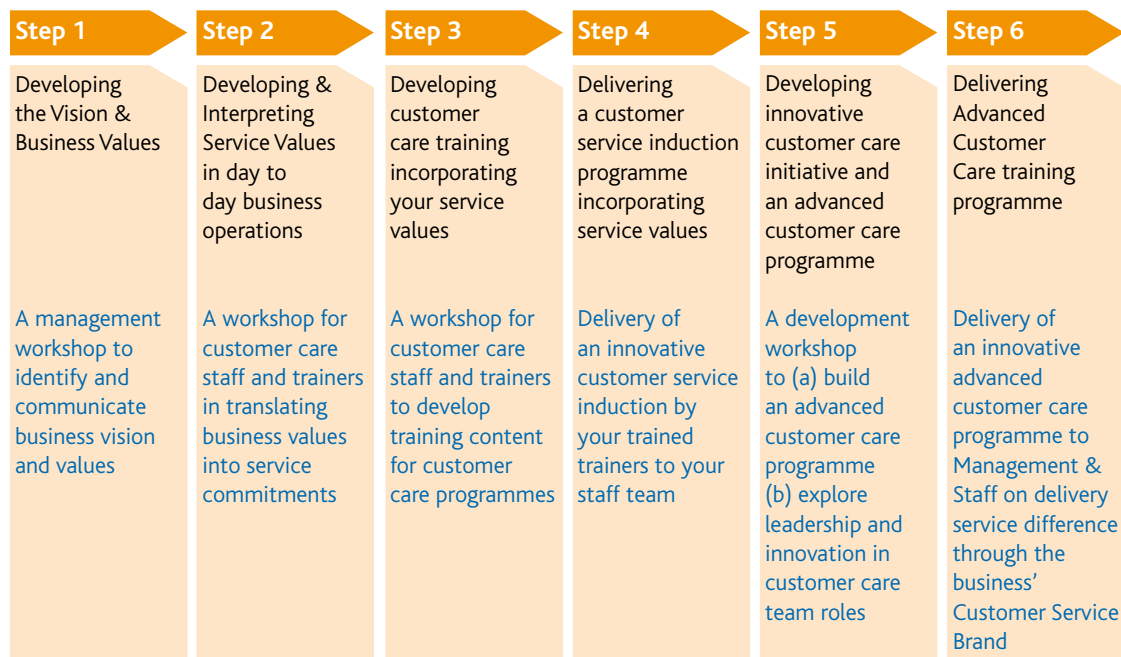 Step 1
Developing
the Vision &
Business Values
A management
workshop to
identify and
communicate
business vision
and values
Step 2
Developing &
Interpreting
Service Values
in day to
day business
operations
A workshop for
customer care
staff and trainers
in translating
business values
into service
commitments
Step 3
Developing
customer
care training
incorporating
your service
values
A workshop for
customer care
staff and trainers
to develop
training content
for customer
care programmes
Step 4
Delivering
a customer
service induction
programme
incorporating
service values
Delivery of
an innovative
customer service
induction by
your trained
trainers to your
staff team
Step 5
Developing
innovative
customer care
initiative and
an advanced
customer care
programme
A development
workshop
to (a) build
an advanced
customer care
programme
(b) explore
leadership and
innovation in
customer care
team roles
Step 6
Delivering
Advanced
Customer
Care training
programme
Delivery of
an innovative
advanced
customer care
programme to
Management &
Staff on delivery
service difference
through the
business’
Customer Service
Brand